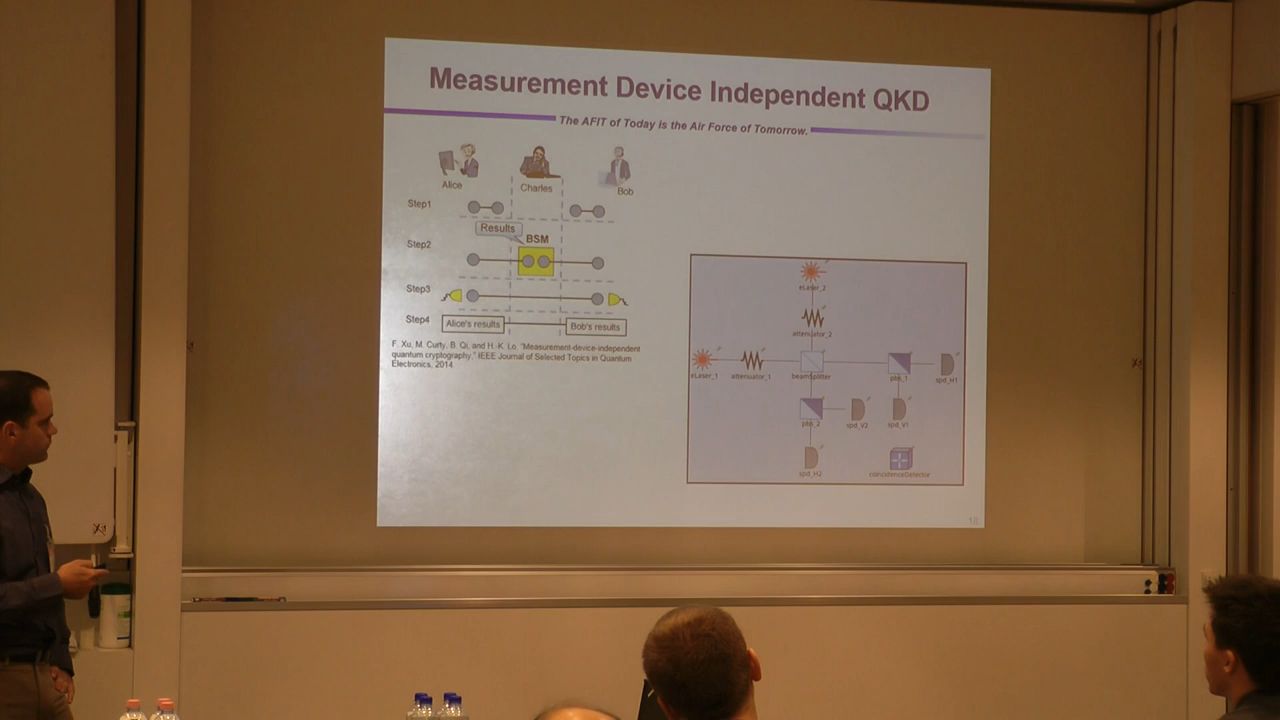 Measurement Device Independent QKD
The AFIT of Today is the Air Force of Tomorrow.
Alice
Charles
Bob
Step1
Results
BSM
Step2
Step3
Step4
Alice's results
Bob's results
F. Xu, M. Curty, B. Qi, and H.-K. Lo, "Measurement-device-independent
quantum cryptography," IEEE Journal of Selected Topics in Quantum
Electronics, 2014
eLaser_2
attenuator_2
eLaser_1
attenuator_1
beamSplitter
pbs_1
spd_H1
pbs_2
spd_V2
spd_V1
spd_H2
coincidenceDetector
18